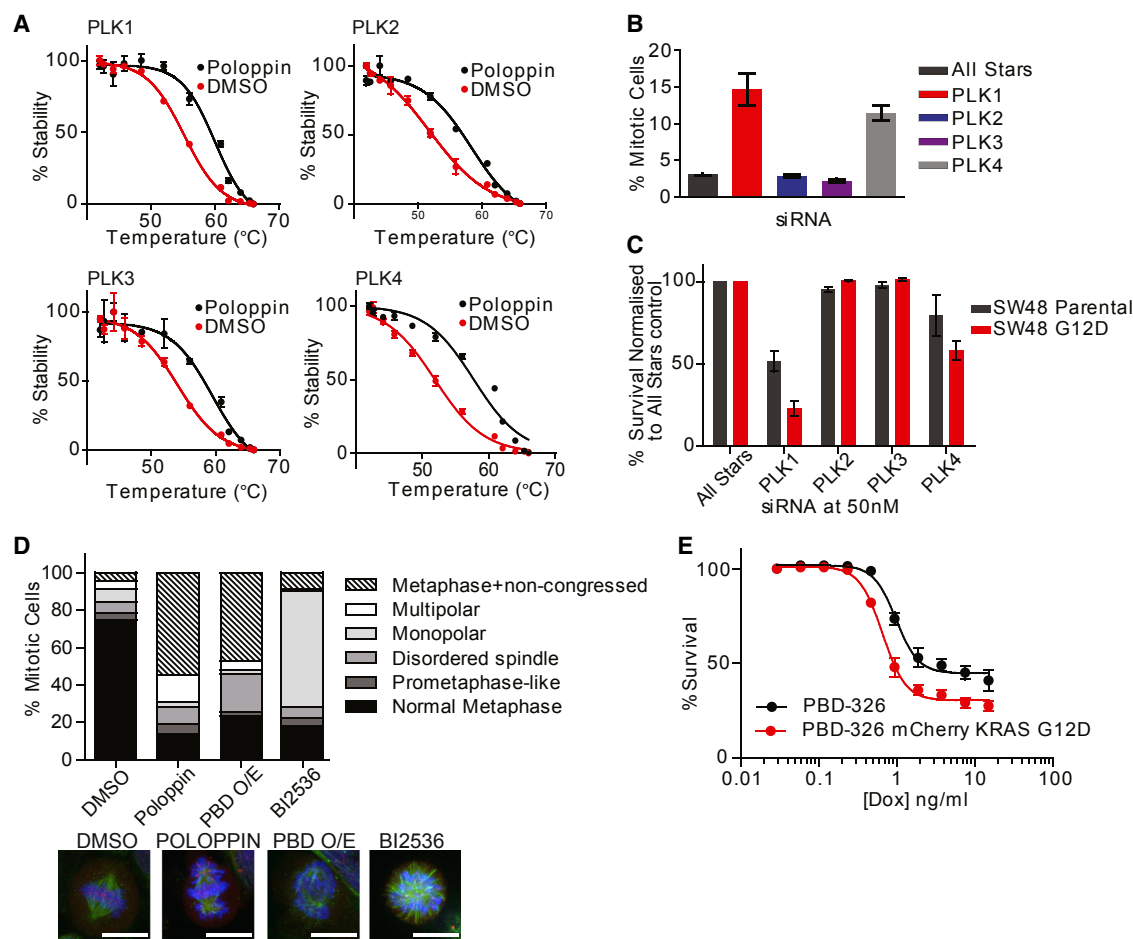 A
PLK1
100
50
0
% Stability
Poloppin
DMSO
50
60
70
Temperature (°C)
PLK2
100
50
0
% Stability
Poloppin
DMSO
50
60
70
Temperature (°C)
PLK3
100
50
0
% Stability
Poloppin
DMSO
50
60
70
Temperature (°C)
PLK4
100
50
0
% Stability
Poloppin
DMSO
50
60
70
Temperature (°C)
B
20
15
10
5
0
% Mitotic Cells
siRNA
All Stars
PLK1
PLK2
PLK3
PLK4
C
100
50
0
% Survival Normalised
to All Stars control
All Stars
PLK1
PLK2
PLK3
PLK4
siRNA at 50nM
SW48 Parental
SW48 G12D
D
100
80
60
40
20
0
% Mitotic Cells
DMSO
Poloppin
PBD O/E
BI2536
Metaphase+non-congressed
Multipolar
Monopolar
Disordered spindle
Prometaphase-like
Normal Metaphase
DMSO
POLOPPIN
PBD O/E
BI2536
E
100
50
0
%Survival
PBD-326
PBD-326 mCherry KRAS G12D
0.01
0.1
1
10
100
[Dox] ng/ml